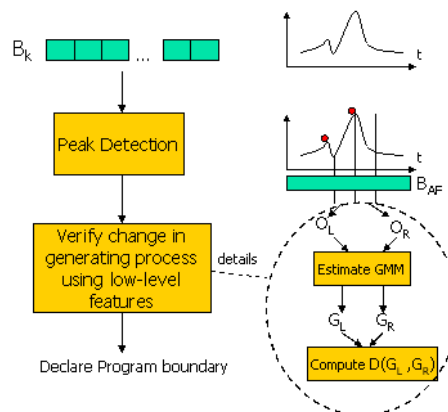 B_k
...
t
Peak Detection
t
B_AF
O_L
O_R
Verify change in
generating process
using low-level
features
details
Estimate GMM
G_L
G_R
Declare Program boundary
Compute D(G_L ,G_R)